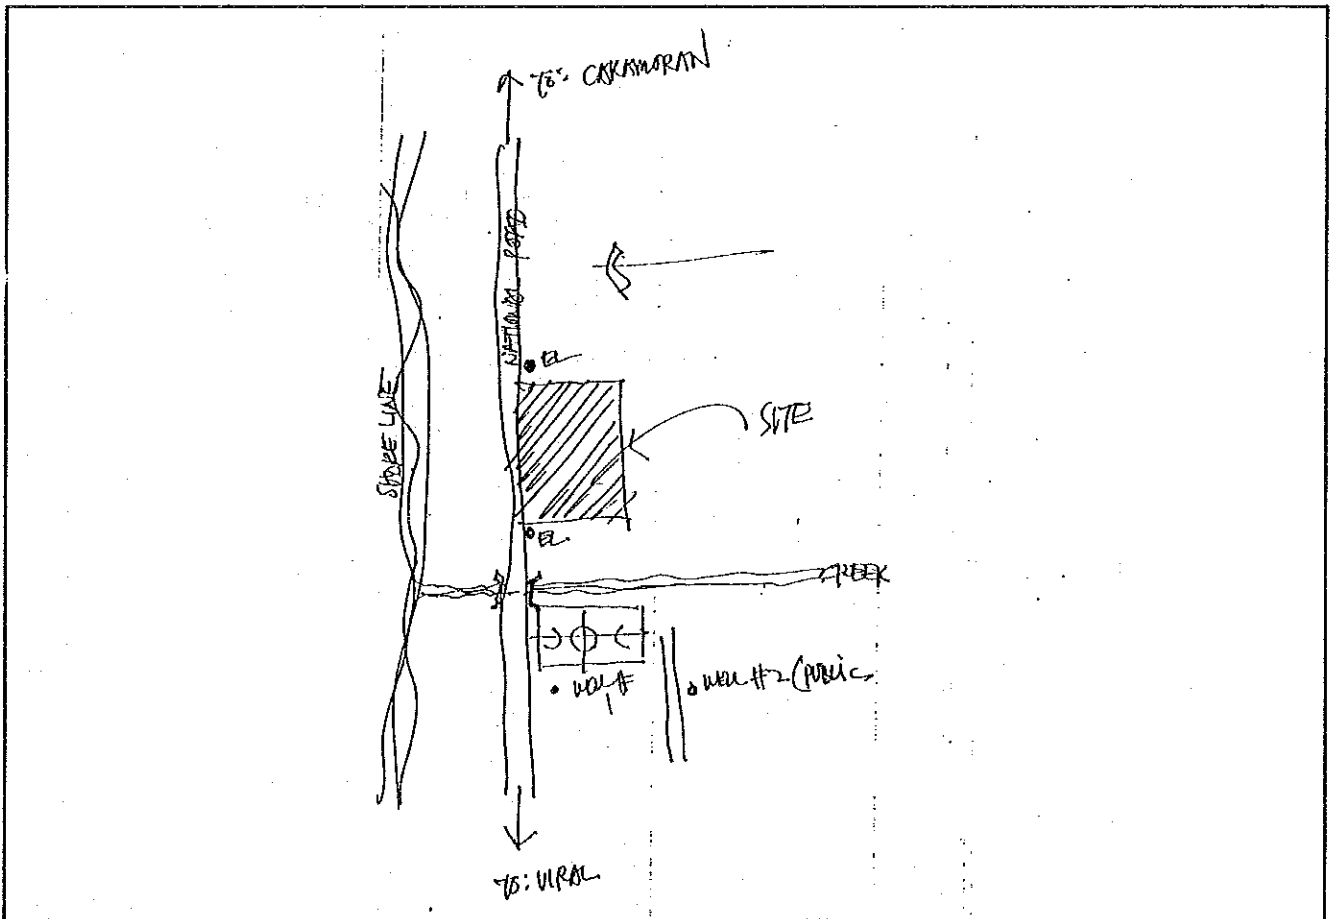 TO: CARAMORAN
NATIONAL ROAD
EL
SHORE LINE
SITE
EL.
CREEK
WELL #
1
WELL #2 (PUBLIC
TO: VIRAC